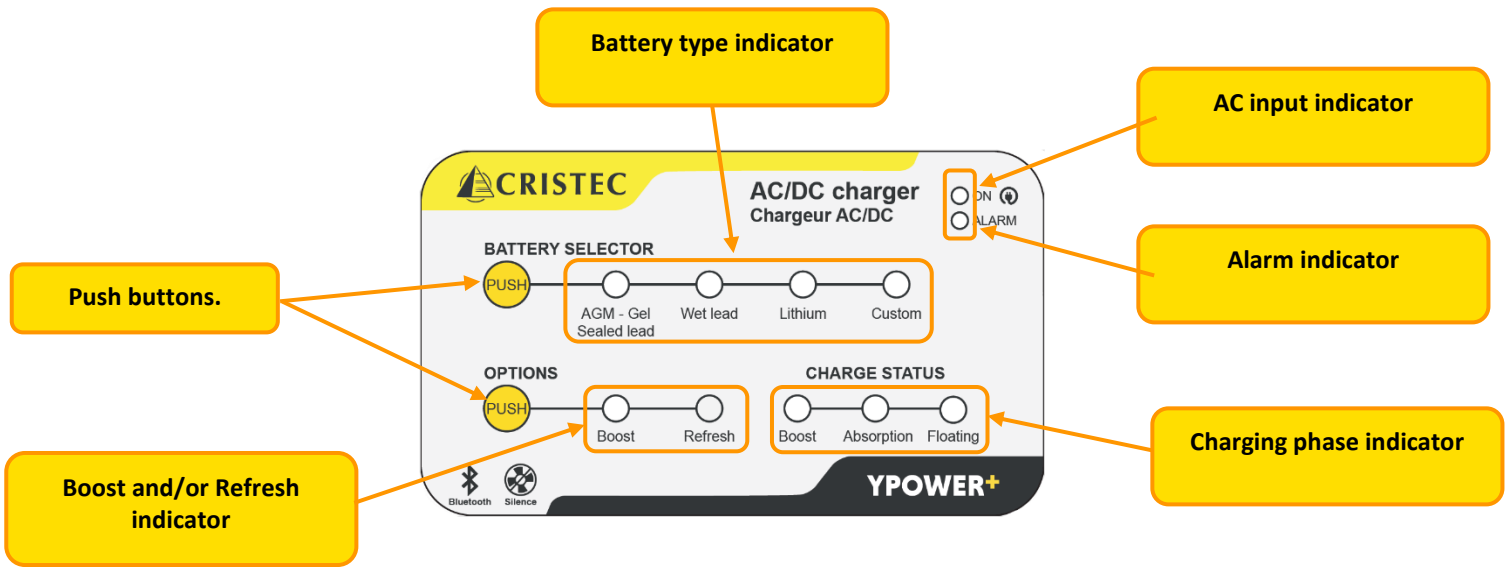 Battery type indicator
AC input indicator
CRISTEC
AC/DC charger
Chargeur AC/DC
ON
ALARM
Alarm indicator
BATTERY SELECTOR
Push buttons.
PUSH
AGM - Gel
Sealed lead
Wet lead
Lithium
Custom
OPTIONS
CHARGE STATUS
PUSH
Boost
Refresh
Boost
Absorption
Floating
Charging phase indicator
Boost and/or Refresh
indicator
Bluetooth
Silence
YPOWER+